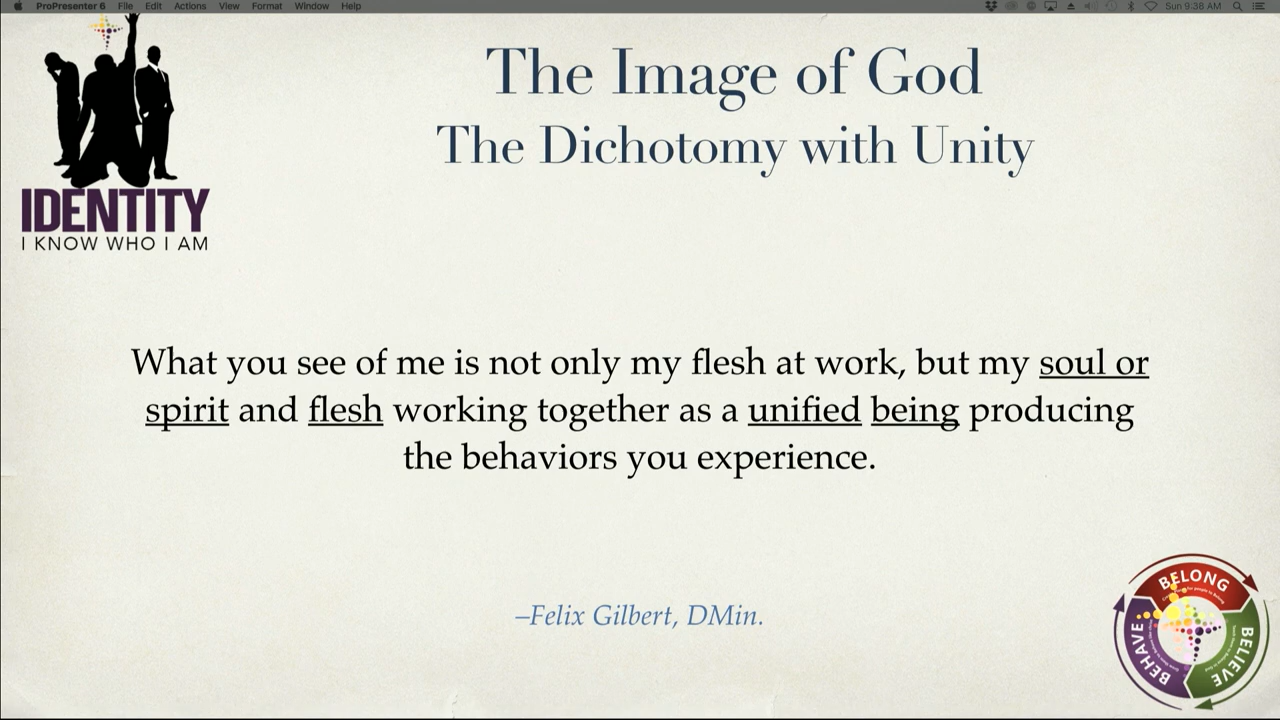 ProPresenter 6 File Edit Actions View Format Window Help Sun 9:38 AM
The Image of God
The Dichotomy with Unity
IDENTITY
I KNOW WHO I AM
What you see of me is not only my flesh at work, but my soul or
spirit and flesh working together as a unified being producing
the behaviors you experience.
–Felix Gilbert, DMin.
BELONG
BEHAVE
BELIEVE